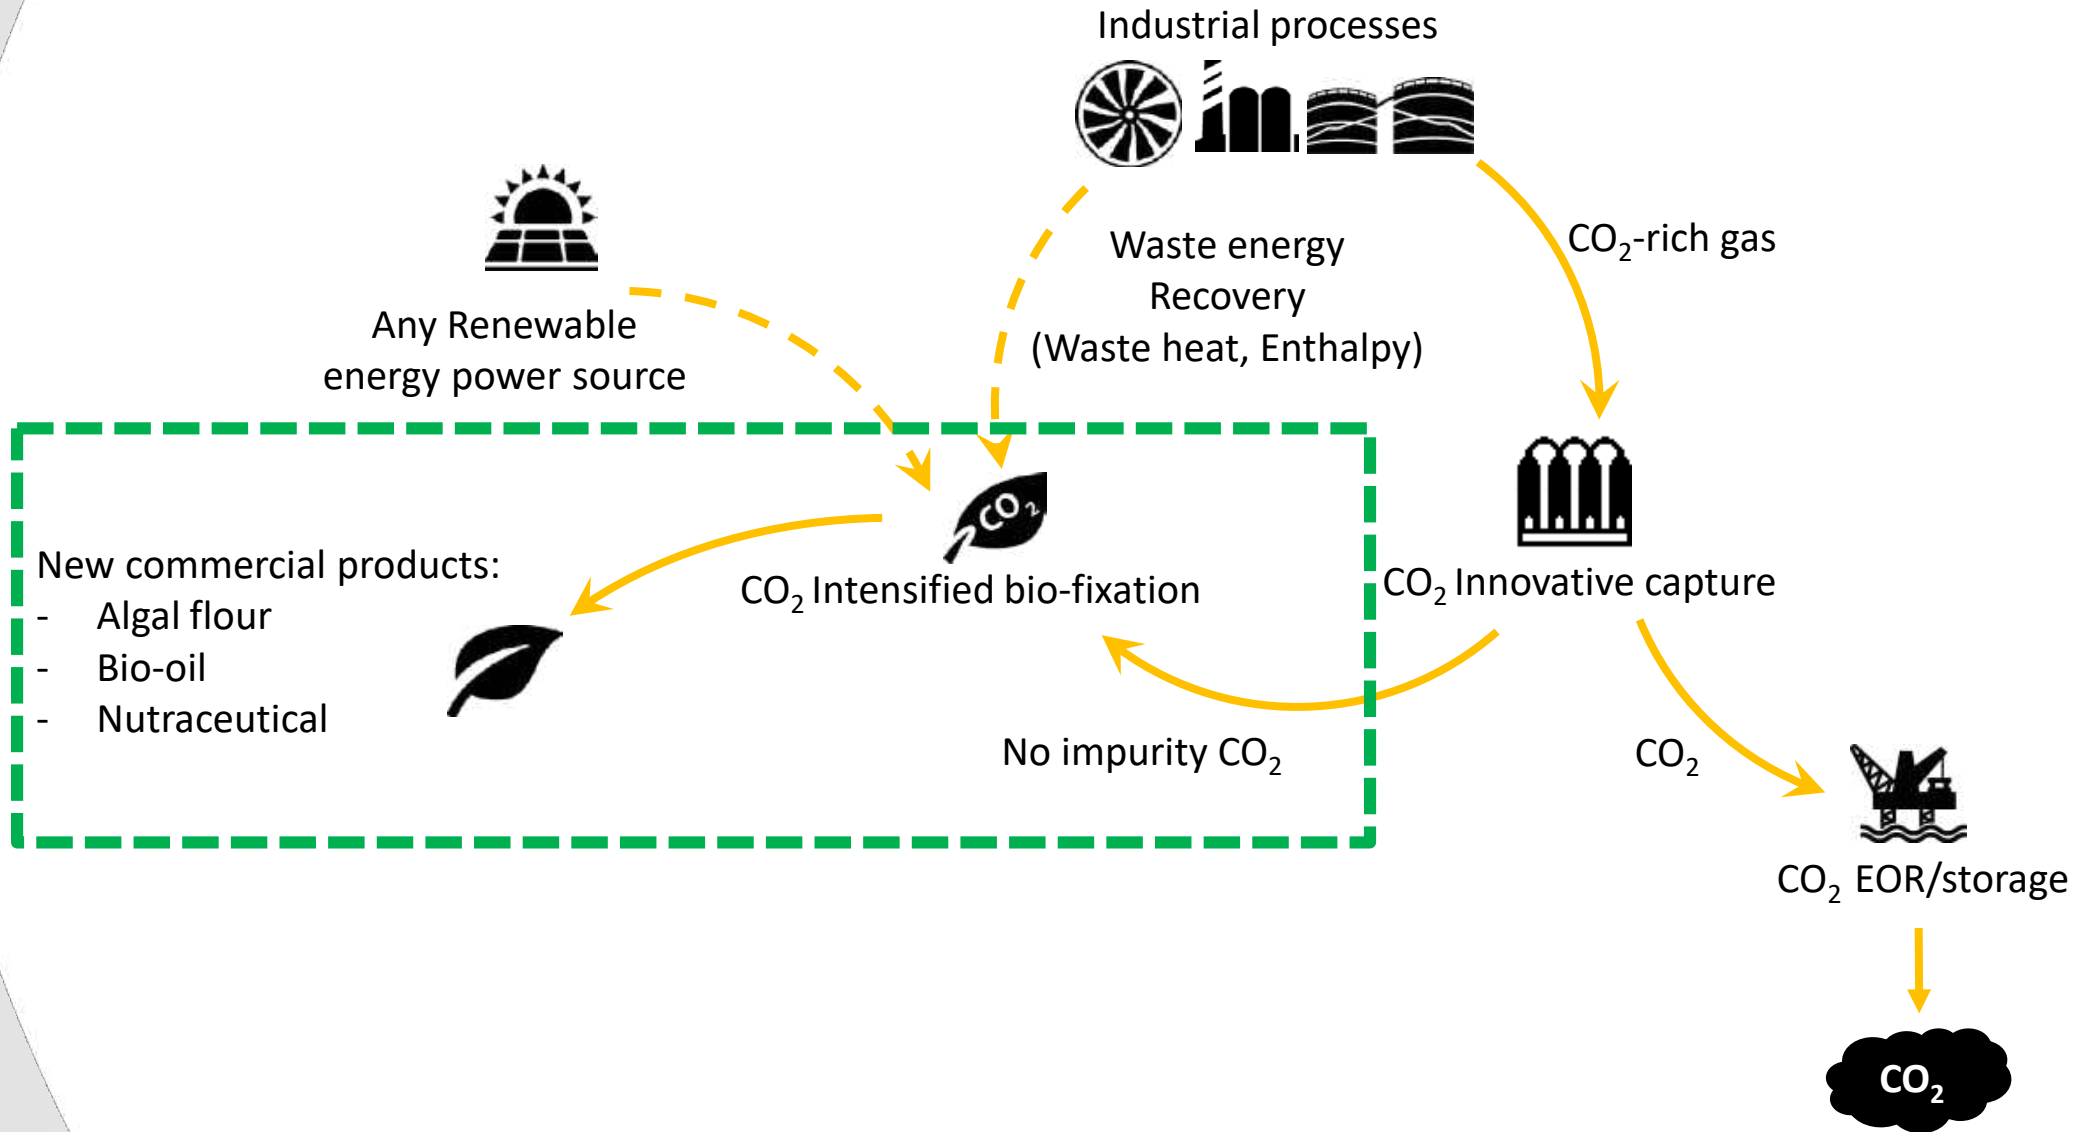 Industrial processes
CO₂-rich gas
Waste energy
Recovery
(Waste heat, Enthalpy)
Any Renewable
energy power source
CO₂
New commercial products:
- Algal flour
- Bio-oil
- Nutraceutical
CO₂ Intensified bio-fixation
CO₂ Innovative capture
No impurity CO₂
CO₂
CO₂ EOR/storage
CO₂